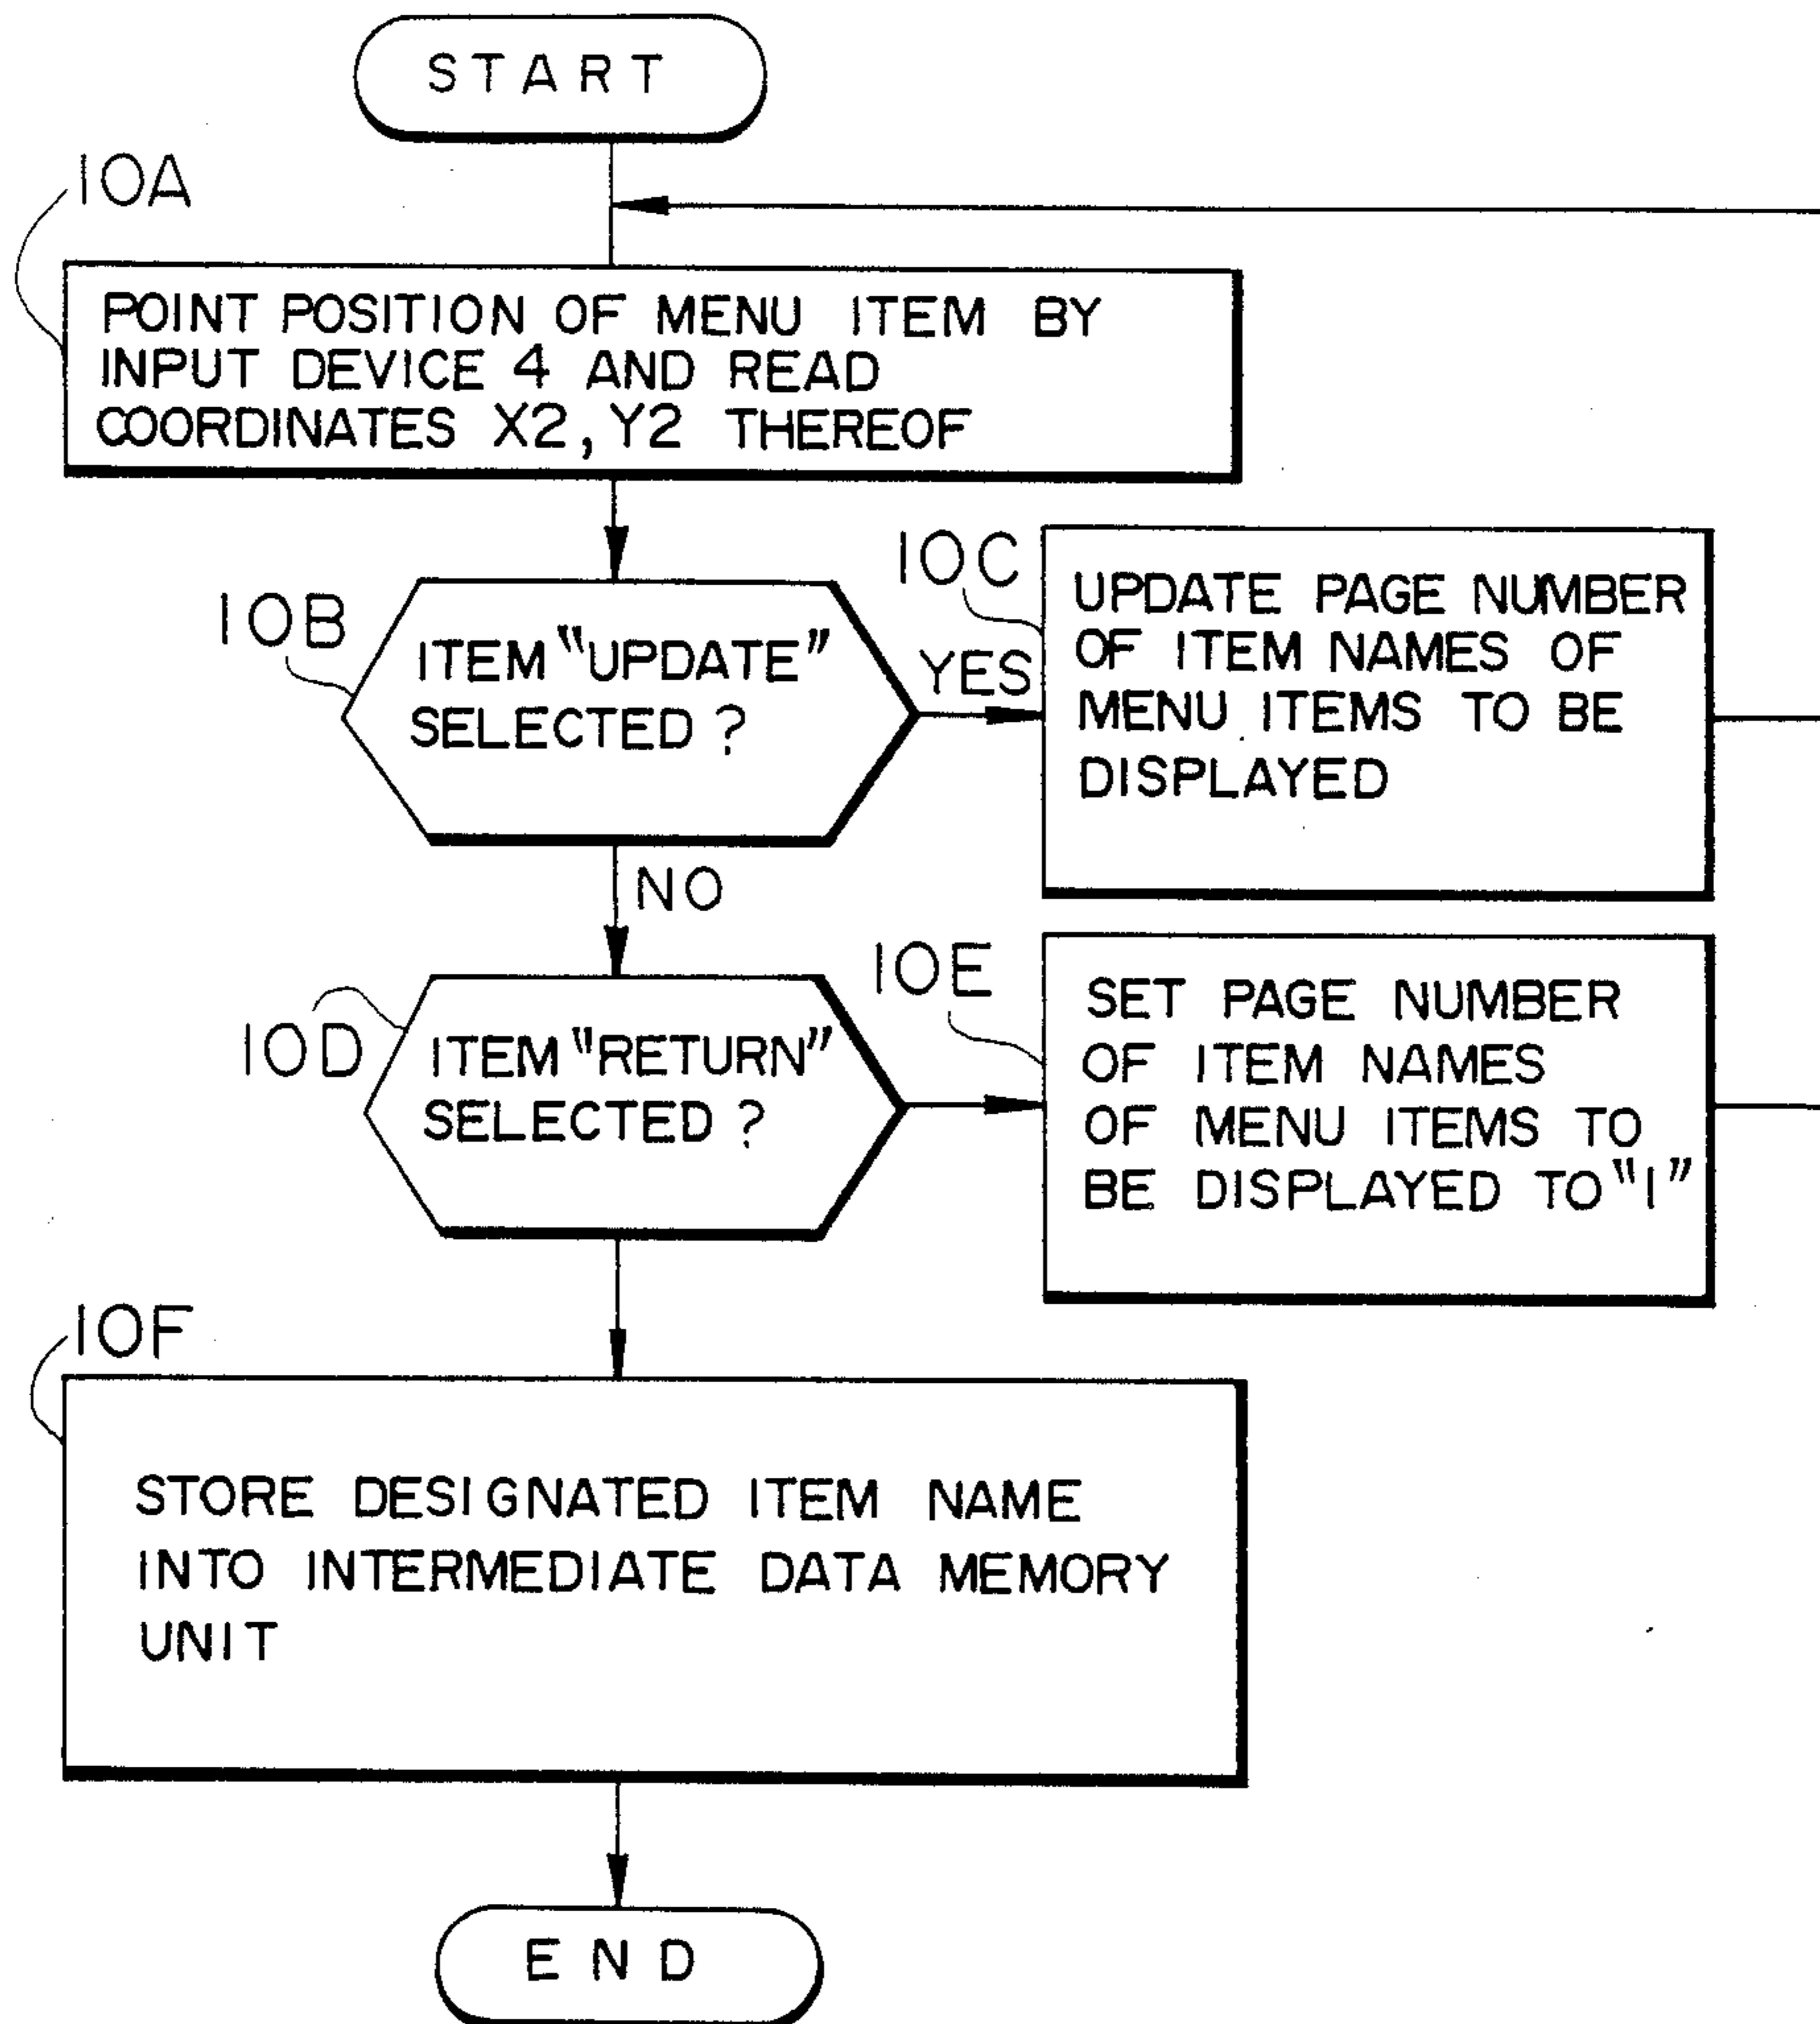 START
10A
POINT POSITION OF MENU ITEM BY
INPUT DEVICE 4 AND READ
COORDINATES X2, Y2 THEREOF
10B
ITEM "UPDATE"
SELECTED ?
YES
10C
UPDATE PAGE NUMBER
OF ITEM NAMES OF
MENU ITEMS TO BE
DISPLAYED
NO
10D
ITEM "RETURN"
SELECTED ?
10E
SET PAGE NUMBER
OF ITEM NAMES
OF MENU ITEMS TO
BE DISPLAYED TO "1"
10F
STORE DESIGNATED ITEM NAME
INTO INTERMEDIATE DATA MEMORY
UNIT
END